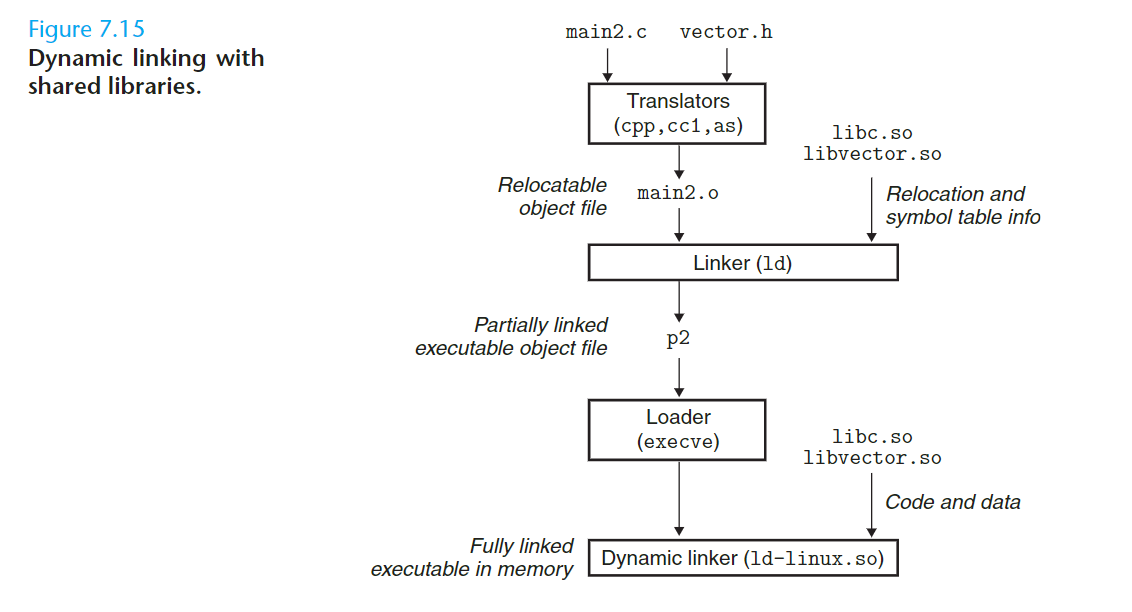 Figure 7.15
Dynamic linking with
shared libraries.
main2.c vector.h
Translators
(cpp,cc1,as)
libc.so
libvector.so
Relocatable
object file
main2.o
Relocation and
symbol table info
Linker (ld)
Partially linked
executable object file
p2
Loader
(execve)
libc.so
libvector.so
Code and data
Fully linked
executable in memory
Dynamic linker (ld-linux.so)